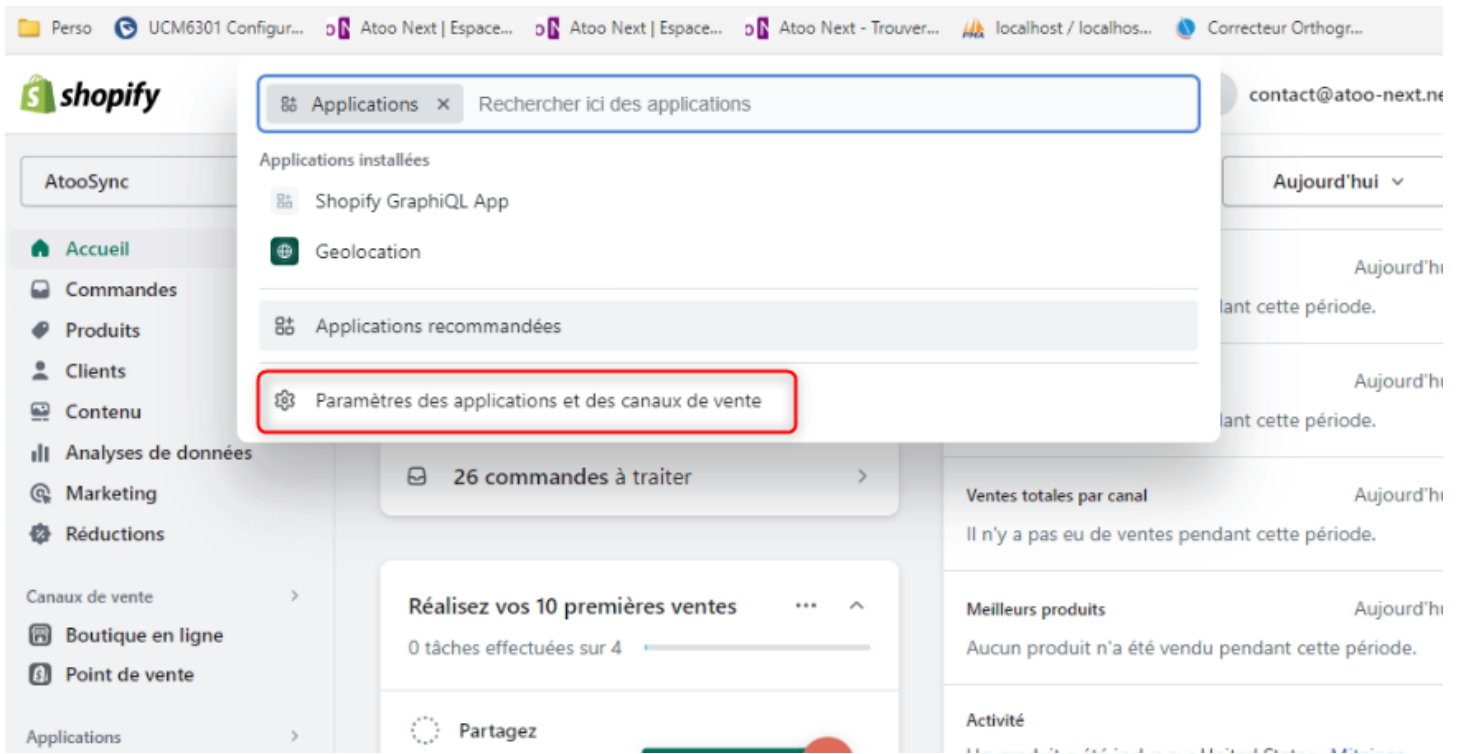 Perso UCM6301 Configur... Atoo Next | Espace... Atoo Next | Espace... Atoo Next - Trouver... localhost / localhos... Correcteur Orthogr...
shopify
Applications × Rechercher ici des applications
contact@atoo-next.ne
Applications installées
AtooSync
Shopify GraphiQL App
Aujourd'hui
Accueil
Geolocation
Aujourd'hu
Commandes
ant cette période.
Produits
Applications recommandées
Clients
Aujourd'hu
Contenu
Paramètres des applications et des canaux de vente
ant cette période.
Analyses de données
26 commandes à traiter
Marketing
Ventes totales par canal Aujourd'hu
Réductions
Il n'y a pas eu de ventes pendant cette période.
Canaux de vente
Réalisez vos 10 premières ventes
Meilleurs produits Aujourd'hu
Boutique en ligne
0 tâches effectuées sur 4
Aucun produit n'a été vendu pendant cette période.
Point de vente
Activité
Partagez
Applications